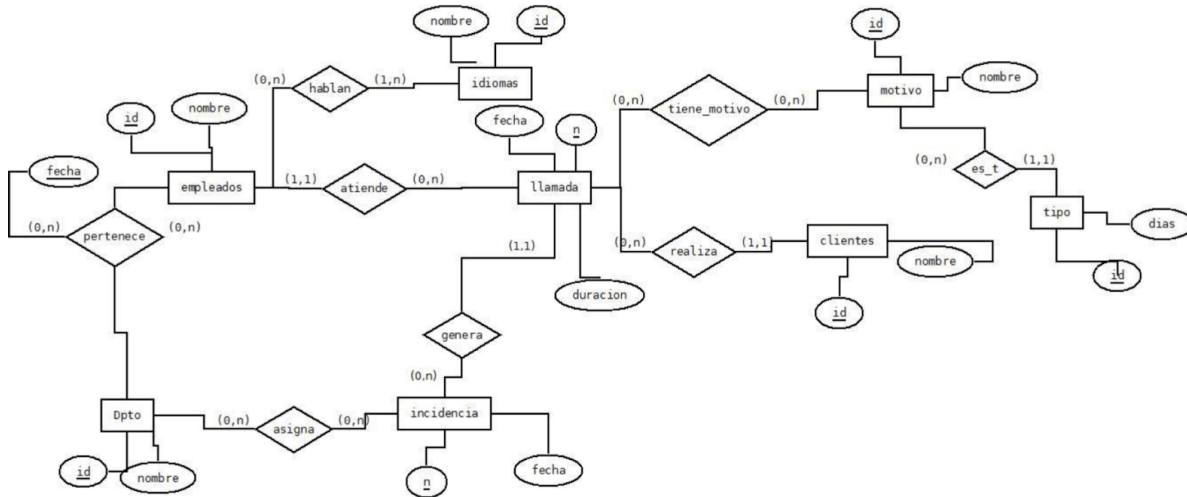 nombre
id
id
(0,n)
(1,n)
hablan
idiomas
motivo
nombre
nombre
id
fecha
n
(0,n)
tiene_motivo
(0,n)
fecha
empleados
(1,1)
atiende
(0,n)
llamada
(0,n)
es_t
(1,1)
tipo
dias
(0,n)
pertenece
(0,n)
(1,1)
(0,n)
realiza
(1,1)
clientes
nombre
id
duracion
id
genera
(0,n)
Dpto
(0,n)
asigna
(0,n)
incidencia
id
nombre
n
fecha